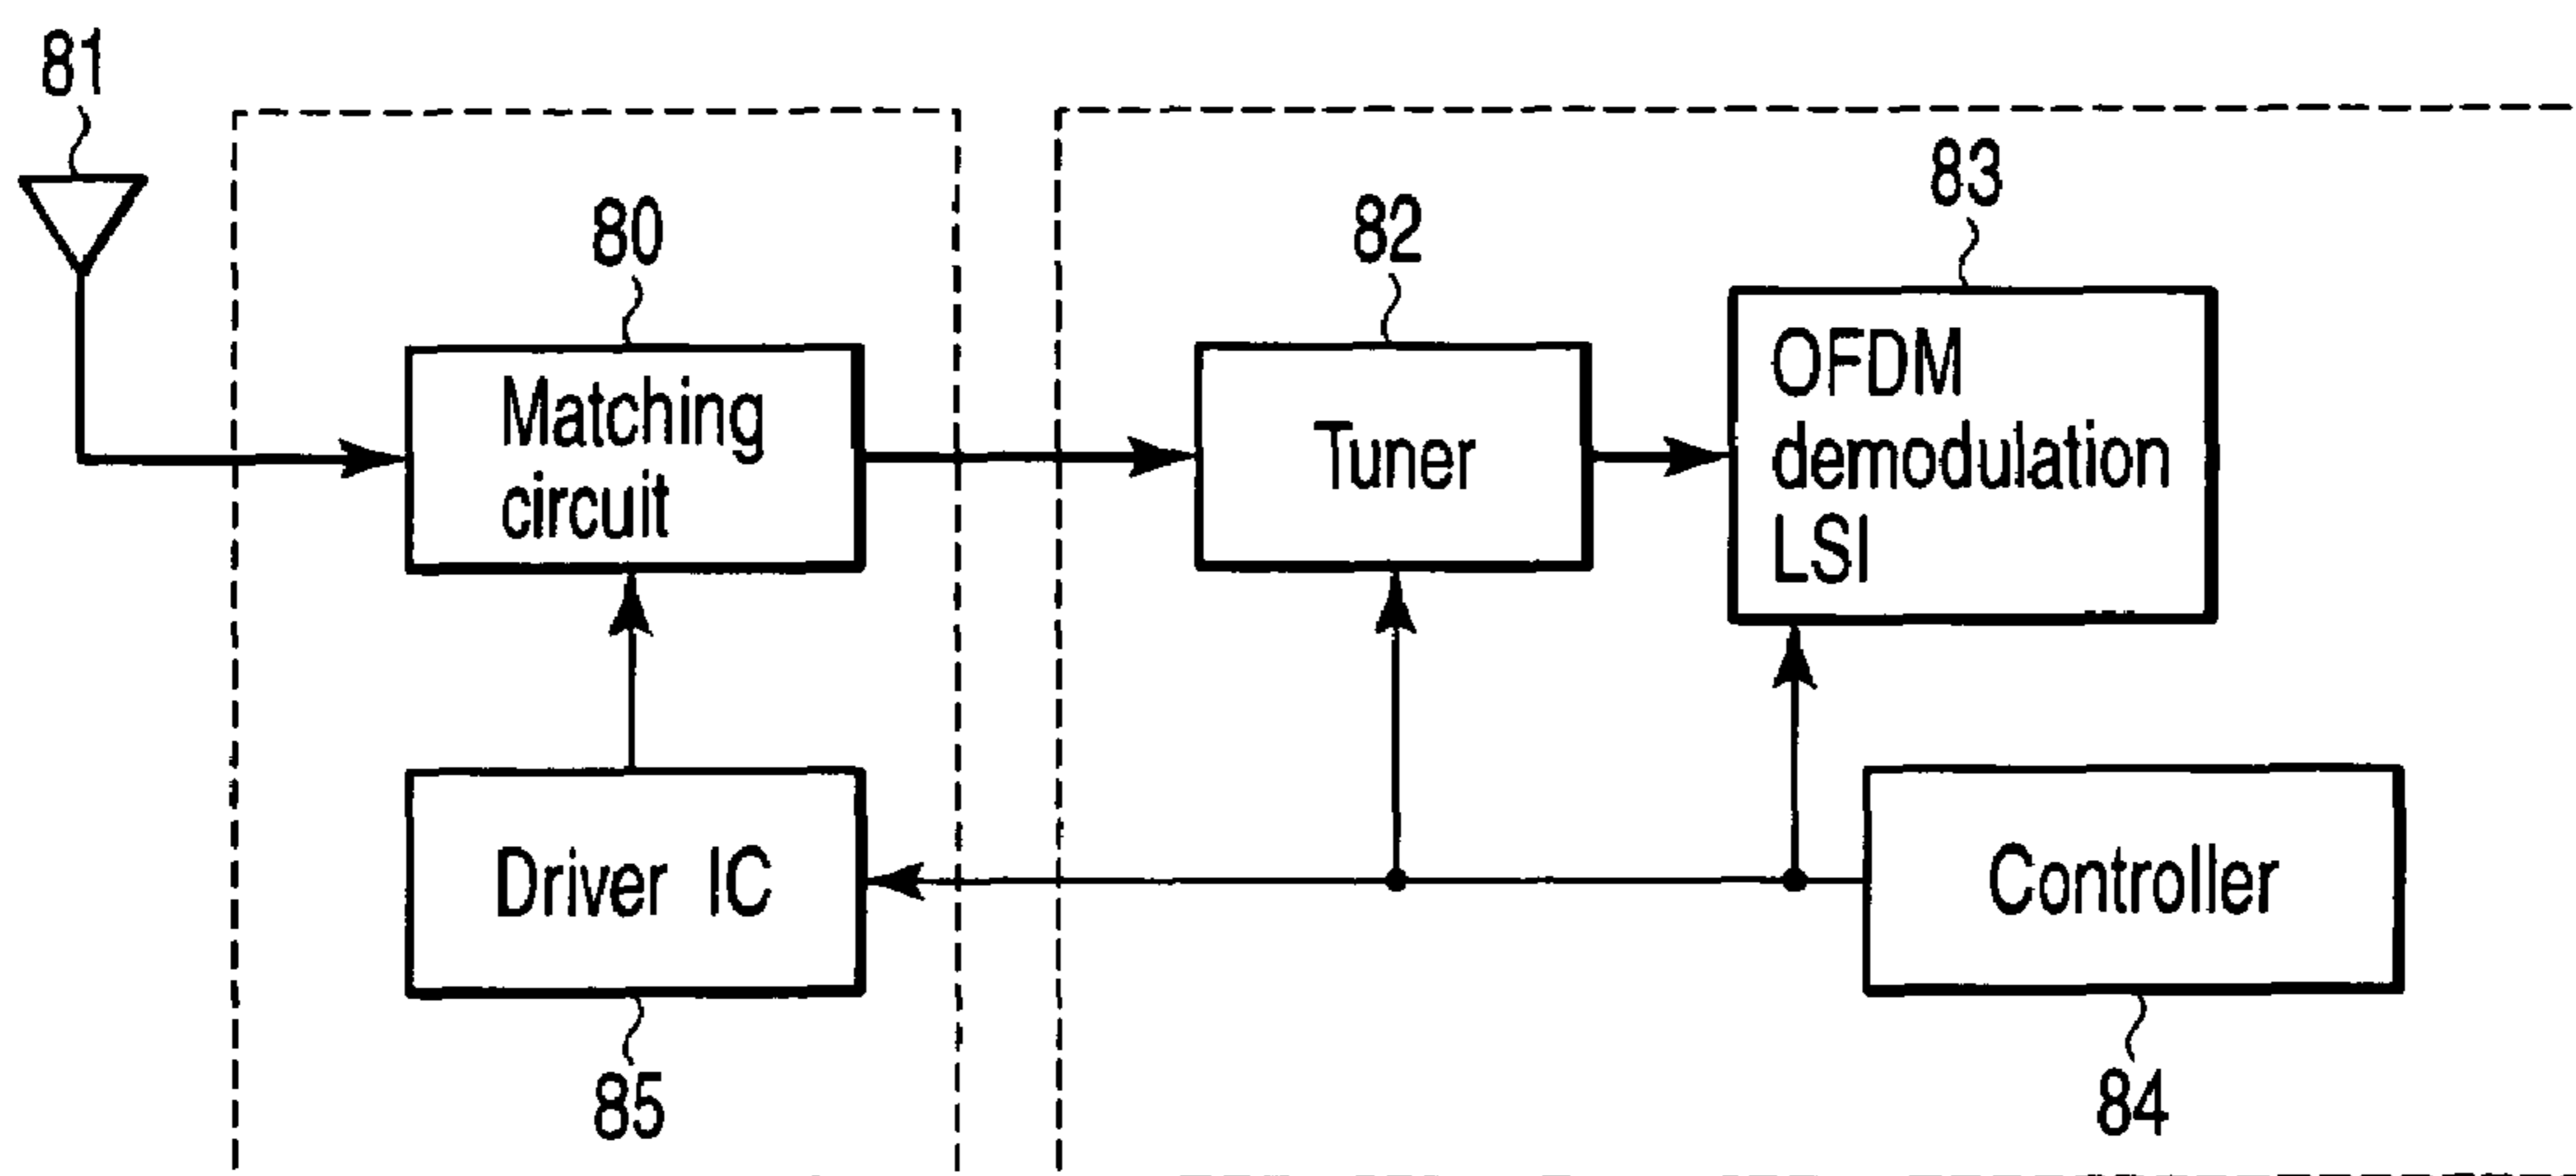 81
80
Matching
circuit
82
Tuner
83
OFDM
demodulation
LSI
Driver IC
85
Controller
84